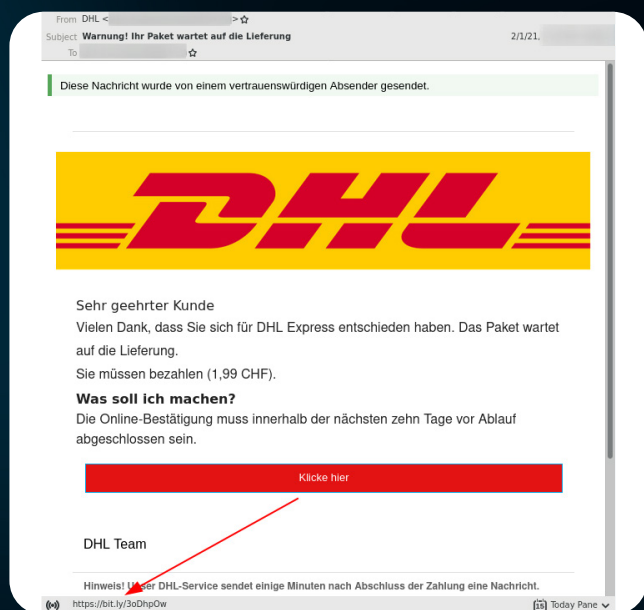 From DHL < >
Subject Warnung! Ihr Paket wartet auf die Lieferung 2/1/21,
To
Diese Nachricht wurde von einem vertrauenswürdigen Absender gesendet.
DHL
Sehr geehrter Kunde
Vielen Dank, dass Sie sich für DHL Express entschieden haben. Das Paket wartet
auf die Lieferung.
Sie müssen bezahlen (1,99 CHF).
Was soll ich machen?
Die Online-Bestätigung muss innerhalb der nächsten zehn Tage vor Ablauf
abgeschlossen sein.
Klicke hier
DHL Team
Hinweis! Unser DHL-Service sendet einige Minuten nach Abschluss der Zahlung eine Nachricht.
https://bit.ly/3oDhpOw
15 Today Pane